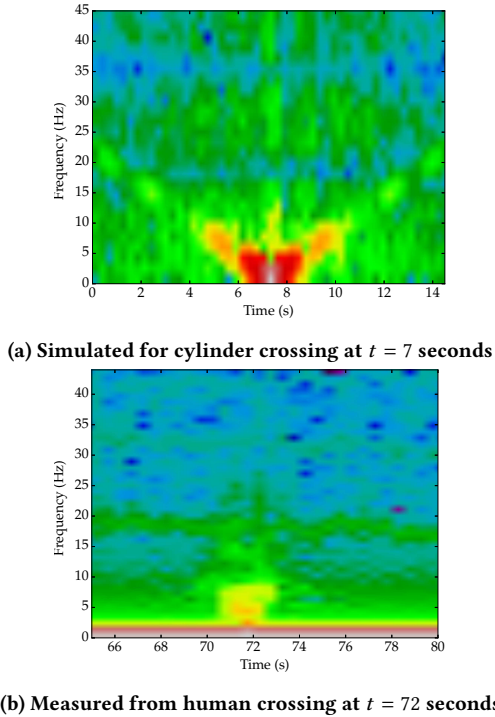 45
40
35
30
25
20
15
10
5
0
Frequency (Hz)
0 2 4 6 8 10 12 14
Time (s)
(a) Simulated for cylinder crossing at t = 7 seconds
40
35
30
25
20
15
10
5
0
Frequency (Hz)
66 68 70 72 74 76 78 80
Time (s)
(b) Measured from human crossing at t = 72 seconds